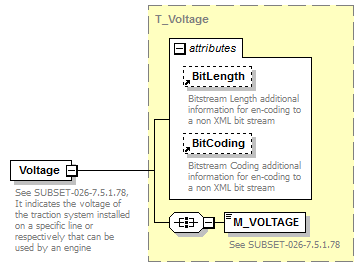 T_Voltage
attributes
BitLength
Bitstream Length additional
information for en-coding to
a non XML bit stream
BitCoding
Bitstream Coding additional
information for en-coding to
a non XML bit stream
Voltage
See SUBSET-026-7.5.1.78,
It indicates the voltage of
the traction system installed
on a specific line or
respectively that can be
used by an engine
M_VOLTAGE
See SUBSET-026-7.5.1.78